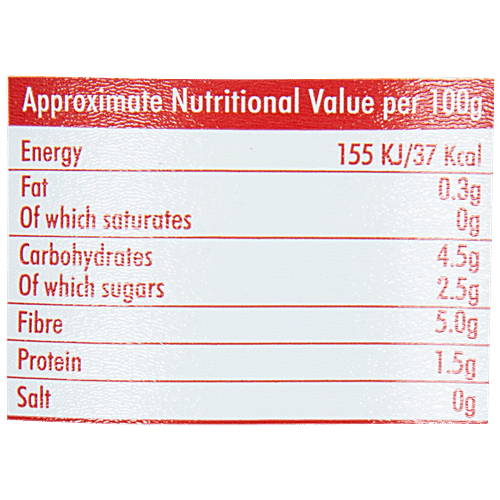 Approximate Nutritional Value per 100g
Energy 155 KJ/37 Kcal
Fat 0.3g
Of which saturates 0g
Carbohydrates 4.5g
Of which sugars 2.5g
Fibre 5.0g
Protein 1.5g
Salt 0g